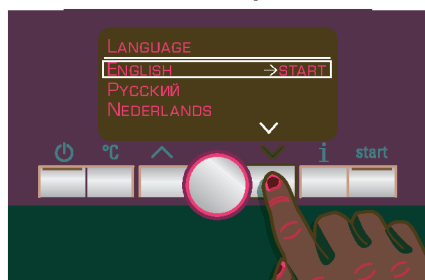 LANGUAGE
ENGLISH →START
РУССКИЙ
NEDERLANDS
°C i start